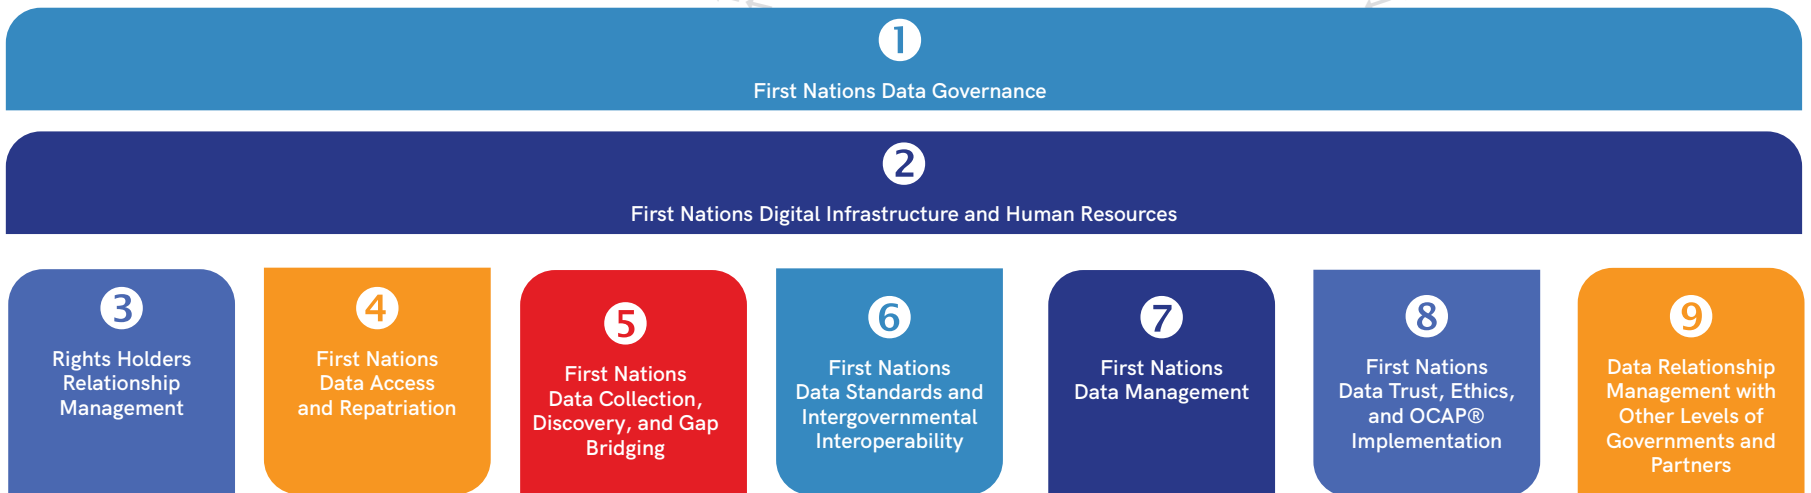 1
First Nations Data Governance
2
First Nations Digital Infrastructure and Human Resources
3
Rights Holders
Relationship
Management
4
First Nations
Data Access
and Repatriation
5
First Nations
Data Collection,
Discovery, and Gap
Bridging
6
First Nations
Data Standards and
Intergovernmental
Interoperability
7
First Nations
Data Management
8
First Nations
Data Trust, Ethics,
and OCAP®
Implementation
9
Data Relationship
Management with
Other Levels of
Governments and
Partners